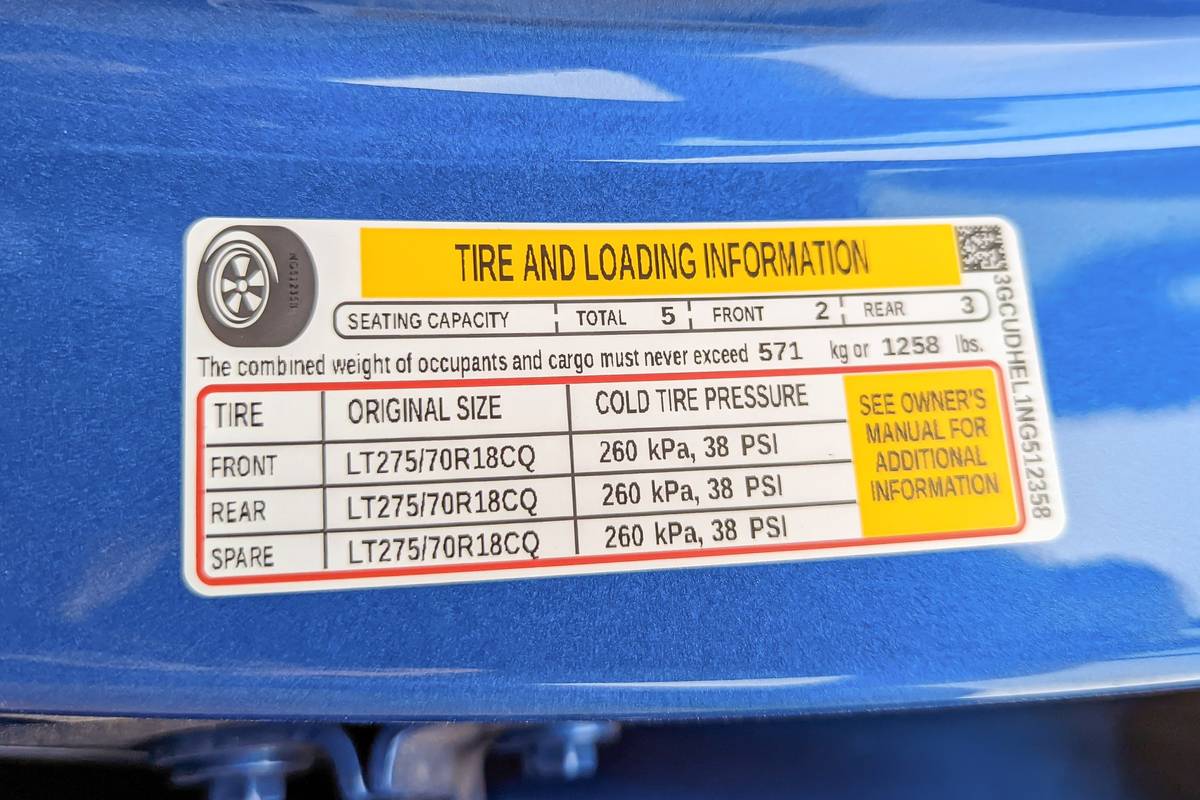 TIRE AND LOADING INFORMATION
SEATING CAPACITY TOTAL 5 FRONT 2 REAR 3
The combined weight of occupants and cargo must never exceed 571 kg or 1258 lbs.
TIRE ORIGINAL SIZE COLD TIRE PRESSURE
FRONT LT275/70R18CQ 260 kPa, 38 PSI
REAR LT275/70R18CQ 260 kPa, 38 PSI
SPARE LT275/70R18CQ 260 kPa, 38 PSI
SEE OWNER'S
MANUAL FOR
ADDITIONAL
INFORMATION
3GCUDHEL1NG512358
NG512358